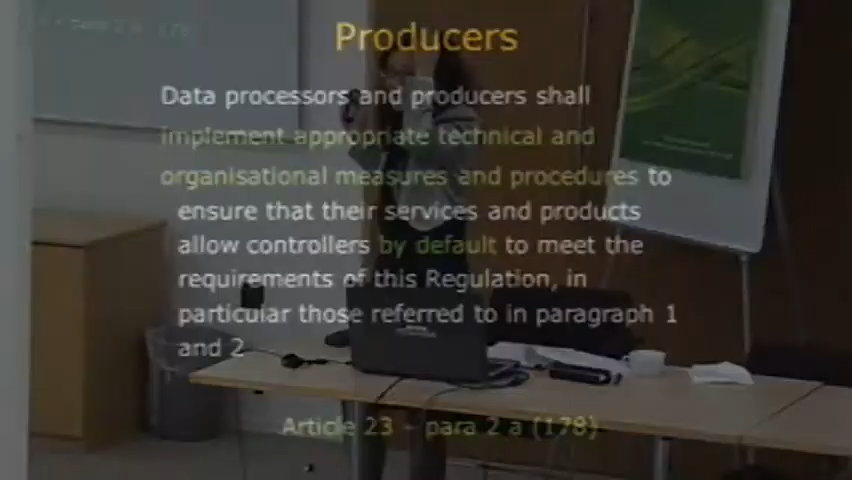 Producers
Data processors and producers shall
implement appropriate technical and
organisational measures and procedures to
ensure that their services and products
allow controllers by default to meet the
requirements of this Regulation, in
particular those referred to in paragraph 1
and 2
Article 23 - para 2 a (178)